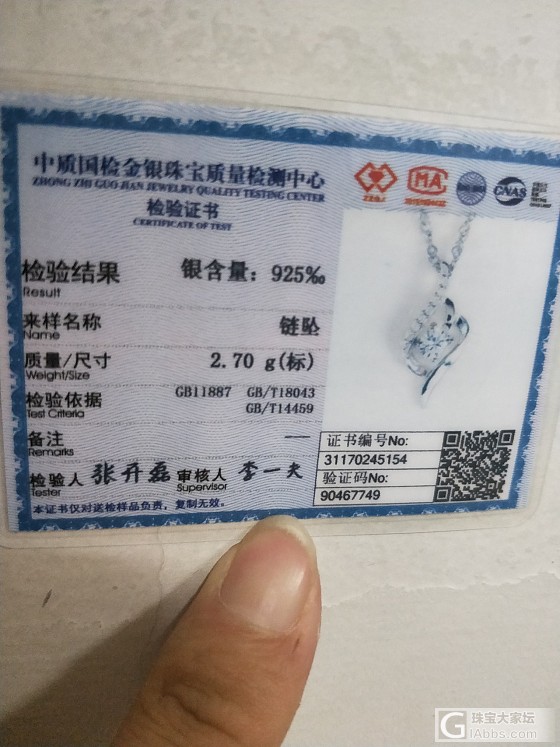 中质国检金银珠宝质量检测中心
ZHONG ZHI GUO JIAN JEWELRY QUALITY TESTING CENTER
检验证书
CERTIFICATE OF TEST
MA
CNAS
检验结果 银含量：925‰
Result
来样名称 链坠
Name
质量/尺寸 2.70 g(标)
Weight/Size
检验依据 GB11887 GB/T18043
Test Criteria GB/T14459
备注 —
Remarks
检验人 张开磊 审核人 李一夫
Tester Supervisor
本证书仅对送检样品负责，复制无效。
证书编号No:
31170245154
验证码No:
90467749
珠宝大家坛
GIAbbs.com